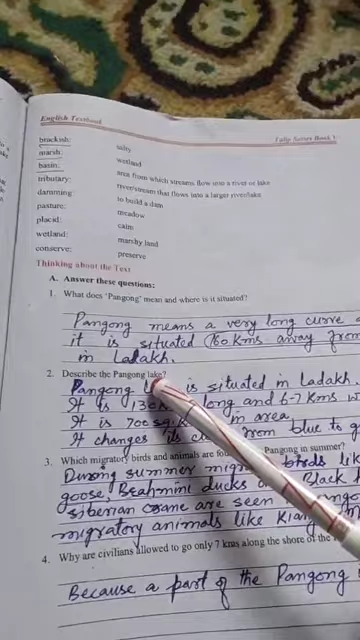 English Textbook
Tulip Series Book
brackish: salty
marsh: wetland
basin: area from which streams flow into a river or lake
tributary: river/stream that flows into a larger river/lake
damming: to build a dam
pasture: meadow
placid: calm
wetland: marshy land
conserve: preserve
Thinking about the Text
A. Answer these questions:
1. What does 'Pangong' mean and where is it situated?
Pangong means a very long curve
it is situated 160 kms away from
in Ladakh.
2. Describe the Pangong lake?
Pangong is situated in Ladakh.
It is long and 6-7 kms
It is 700 sq. in area.
It changes its from blue to
3. Which migratory birds and animals are Pangong in summer?
During summer birds
goose, Brahmini ducks Black
siberian crane are seen
migratory animals like Kiang
4. Why are civilians allowed to go only 7 kms along the shore of the
Because a part of the Pangong